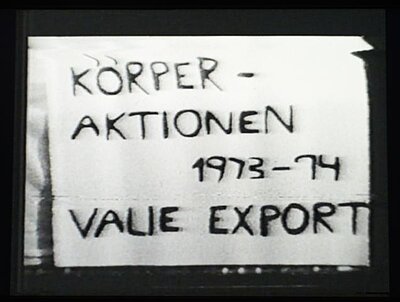 KÖRPER -
AKTIONEN
1973-74
VALIE EXPORT